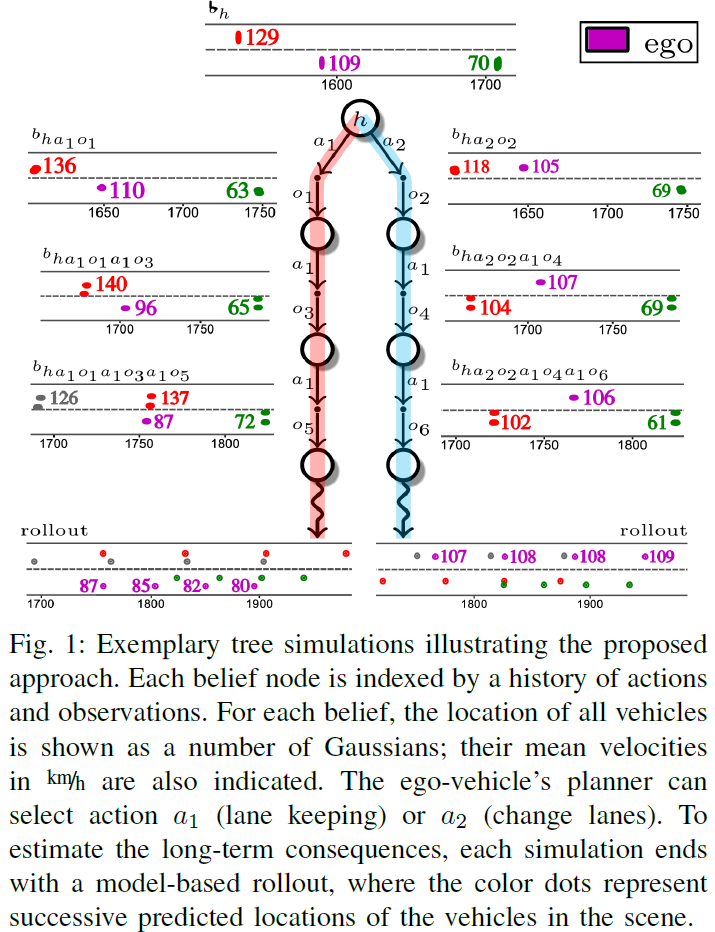 b_h
129
109
70
1600
1700
ego
h
a_1
a_2
b_{ha_1o_1}
136
110
63
1650
1700
1750
b_{ha_2o_2}
118
105
69
1650
1700
1750
o_1
o_2
b_{ha_1o_1a_1o_3}
140
96
65
1700
1750
a_1
a_1
b_{ha_2o_2a_1o_4}
107
104
69
1700
1750
o_3
o_4
b_{ha_1o_1a_1o_3a_1o_5}
126
137
87
72
1700
1750
1800
a_1
a_1
b_{ha_2o_2a_1o_4a_1o_6}
106
102
61
1700
1750
1800
o_5
o_6
rollout
87
85
82
80
1700
1800
1900
rollout
107
108
108
109
1800
1900
Fig. 1: Exemplary tree simulations illustrating the proposed
approach. Each belief node is indexed by a history of actions
and observations. For each belief, the location of all vehicles
is shown as a number of Gaussians; their mean velocities
in km/h are also indicated. The ego-vehicle's planner can
select action a_1 (lane keeping) or a_2 (change lanes). To
estimate the long-term consequences, each simulation ends
with a model-based rollout, where the color dots represent
successive predicted locations of the vehicles in the scene.